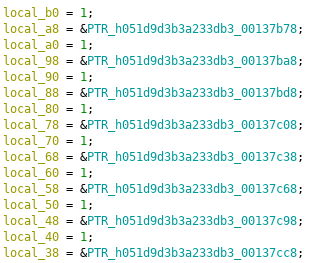 local_b0 = 1;
local_a8 = &PTR_h051d9d3b3a233db3_00137b78;
local_a0 = 1;
local_98 = &PTR_h051d9d3b3a233db3_00137ba8;
local_90 = 1;
local_88 = &PTR_h051d9d3b3a233db3_00137bd8;
local_80 = 1;
local_78 = &PTR_h051d9d3b3a233db3_00137c08;
local_70 = 1;
local_68 = &PTR_h051d9d3b3a233db3_00137c38;
local_60 = 1;
local_58 = &PTR_h051d9d3b3a233db3_00137c68;
local_50 = 1;
local_48 = &PTR_h051d9d3b3a233db3_00137c98;
local_40 = 1;
local_38 = &PTR_h051d9d3b3a233db3_00137cc8;